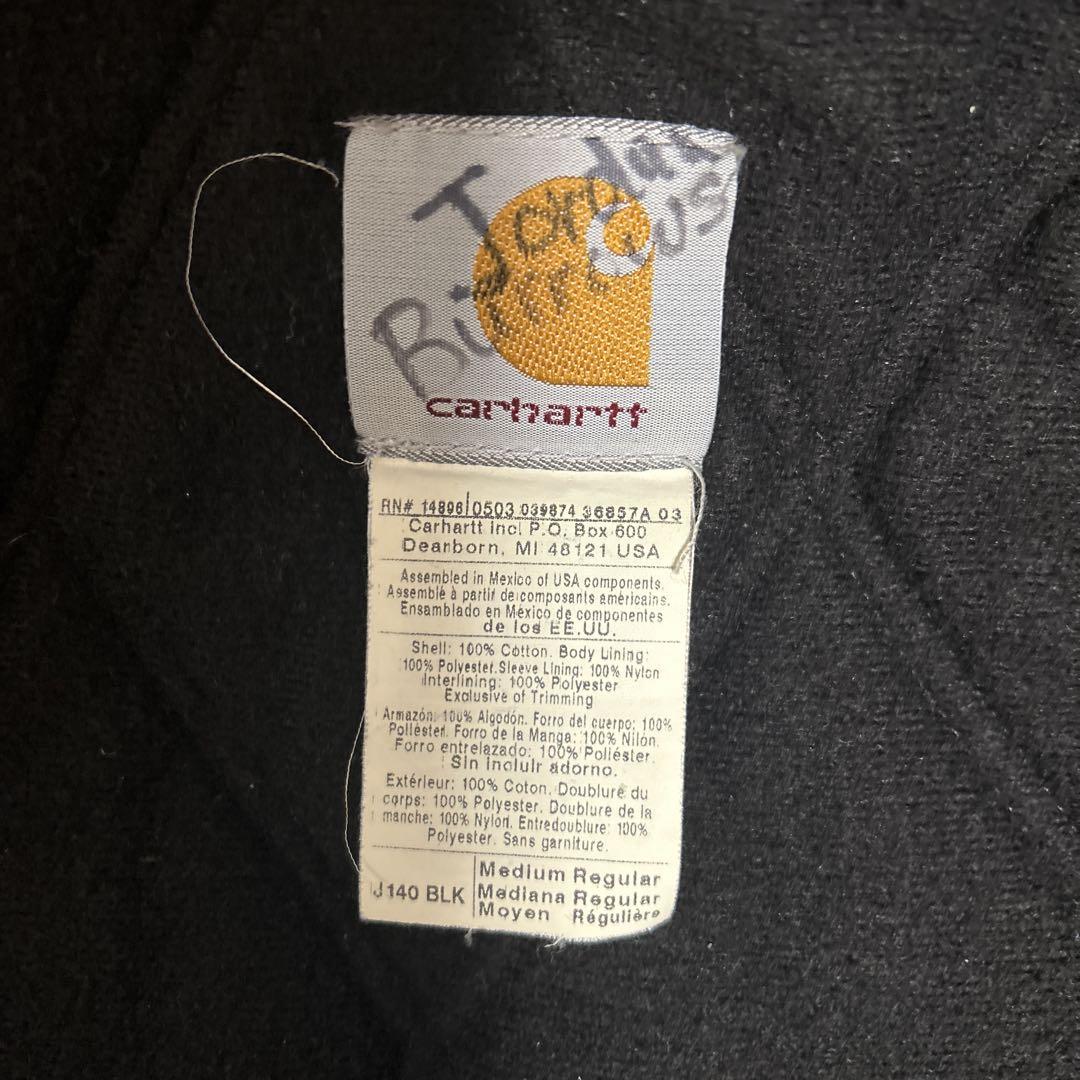 Jordan
carhartt
RN# 14896 0503 039874 36857A 03
Carhartt Inc. P.O. Box 600
Dearborn, MI 48121 USA
Assembled in Mexico of USA components.
Assemblé à partir de composants américains.
Ensamblado en México de componentes
de los EE.UU.
Shell: 100% Cotton. Body Lining:
100% Polyester. Sleeve Lining: 100% Nylon
Interlining: 100% Polyester
Exclusive of Trimming
Armazón: 100% Algodón. Forro del cuerpo: 100%
Poliéster. Forro de la Manga: 100% Nilón.
Forro entrelazado: 100% Poliéster.
Sin incluir adorno.
Extérieur: 100% Coton. Doublure du
corps: 100% Polyester. Doublure de la
manche: 100% Nylon. Entredoublure: 100%
Polyester. Sans garniture.
J140 BLK
Medium Regular
Mediana Regular
Moyen Régulière